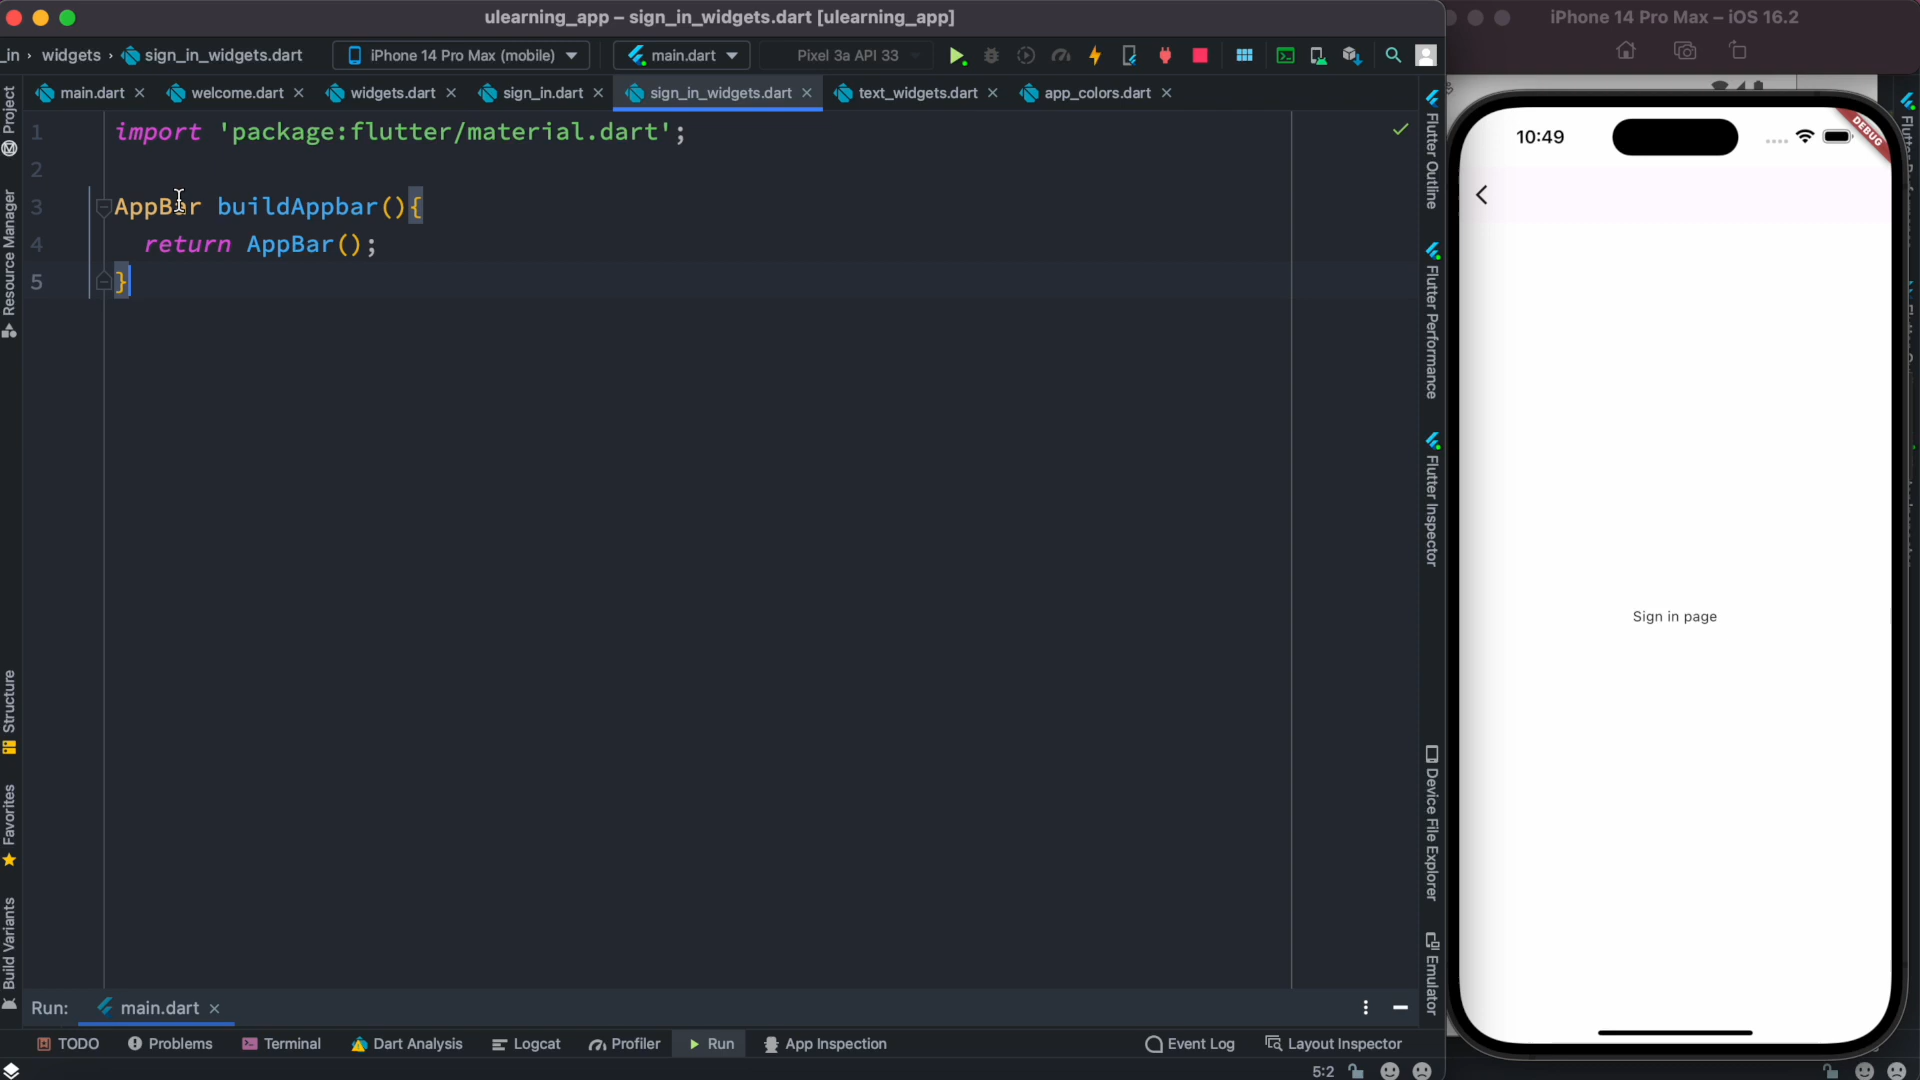 ulearning_app – sign_in_widgets.dart [ulearning_app]
_in › widgets › sign_in_widgets.dart
iPhone 14 Pro Max (mobile)
main.dart
Pixel 3a API 33
main.dart
welcome.dart
widgets.dart
sign_in.dart
sign_in_widgets.dart
text_widgets.dart
app_colors.dart
1 import 'package:flutter/material.dart';
2
3 AppBar buildAppbar(){
4 return AppBar();
5 }
Project
Resource Manager
Structure
Favorites
Build Variants
Flutter Outline
Flutter Performance
Flutter Inspector
Device File Explorer
Emulator
Run: main.dart
TODO
Problems
Terminal
Dart Analysis
Logcat
Profiler
Run
App Inspection
Event Log
Layout Inspector
5:2
iPhone 14 Pro Max – iOS 16.2
10:49
DEBUG
Sign in page